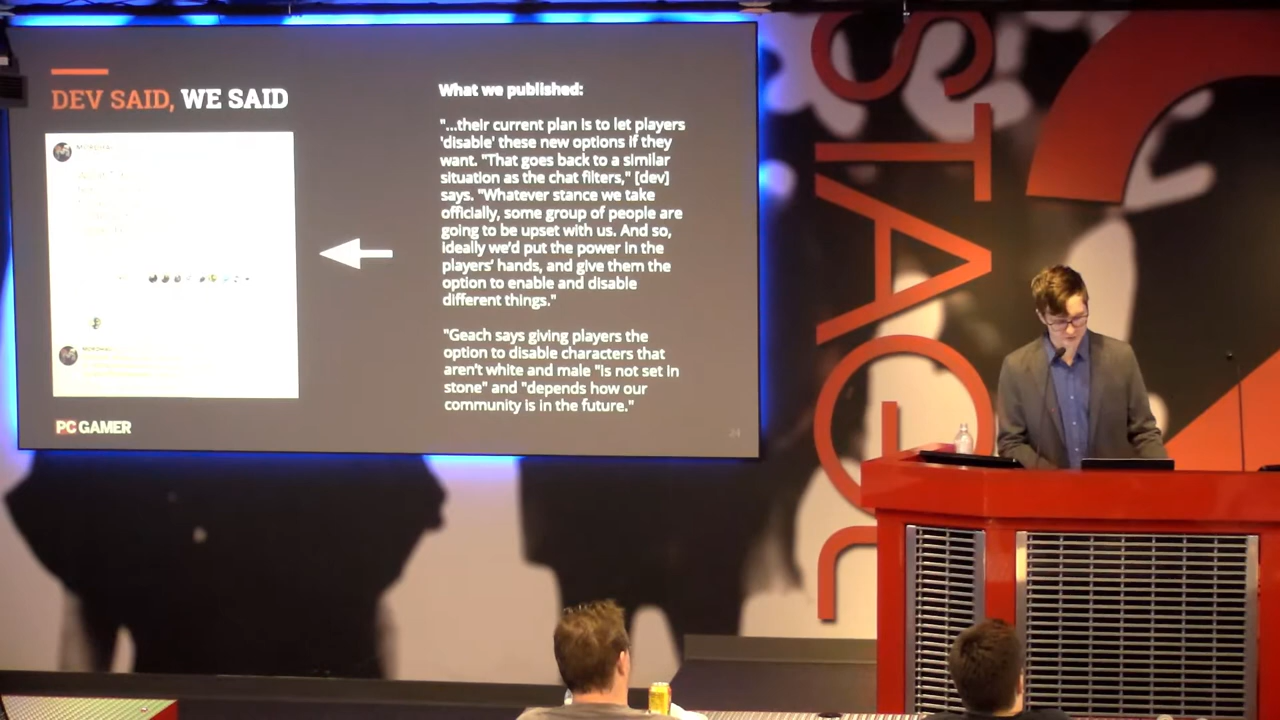 DEV SAID, WE SAID
MORDHAU
MORDHAU
PC GAMER
What we published:
"...their current plan is to let players
'disable' these new options if they
want. "That goes back to a similar
situation as the chat filters," [dev]
says. "Whatever stance we take
officially, some group of people are
going to be upset with us. And so,
ideally we'd put the power in the
players' hands, and give them the
option to enable and disable
different things."
"Geach says giving players the
option to disable characters that
aren't white and male "is not set in
stone" and "depends how our
community is in the future."
24
STAGE